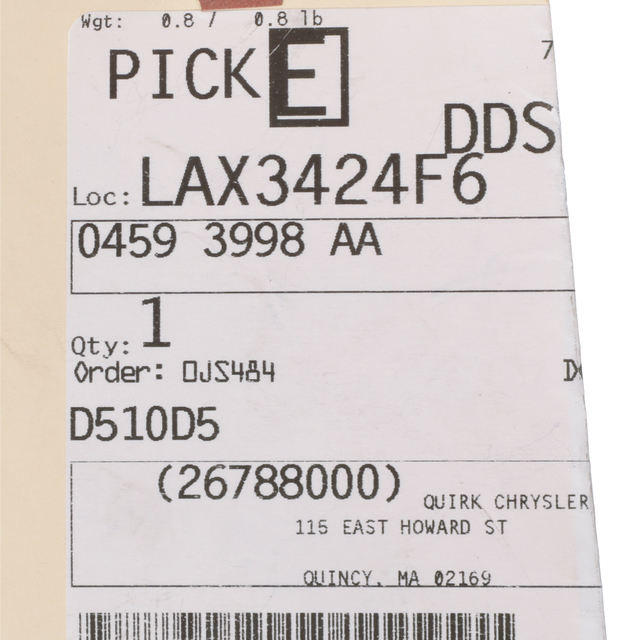 Wgt: 0.8 / 0.8 lb
PICK E 7
DDS
Loc: LAX3424F6
0459 3998 AA
Qty: 1
Order: OJS484
D510D5
(26788000)
QUIRK CHRYSLER
115 EAST HOWARD ST
QUINCY, MA 02169